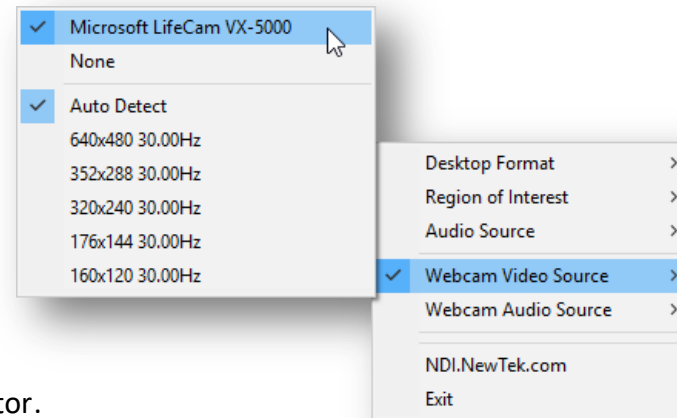 Microsoft LifeCam VX-5000
None
Auto Detect
640x480 30.00Hz
352x288 30.00Hz
320x240 30.00Hz
176x144 30.00Hz
160x120 30.00Hz
Desktop Format
Region of Interest
Audio Source
Webcam Video Source
Webcam Audio Source
NDI.NewTek.com
Exit
tor.